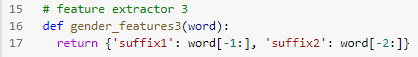 15 # feature extractor 3
16 def gender_features3(word):
17 return {'suffix1': word[-1:], 'suffix2': word[-2:]}